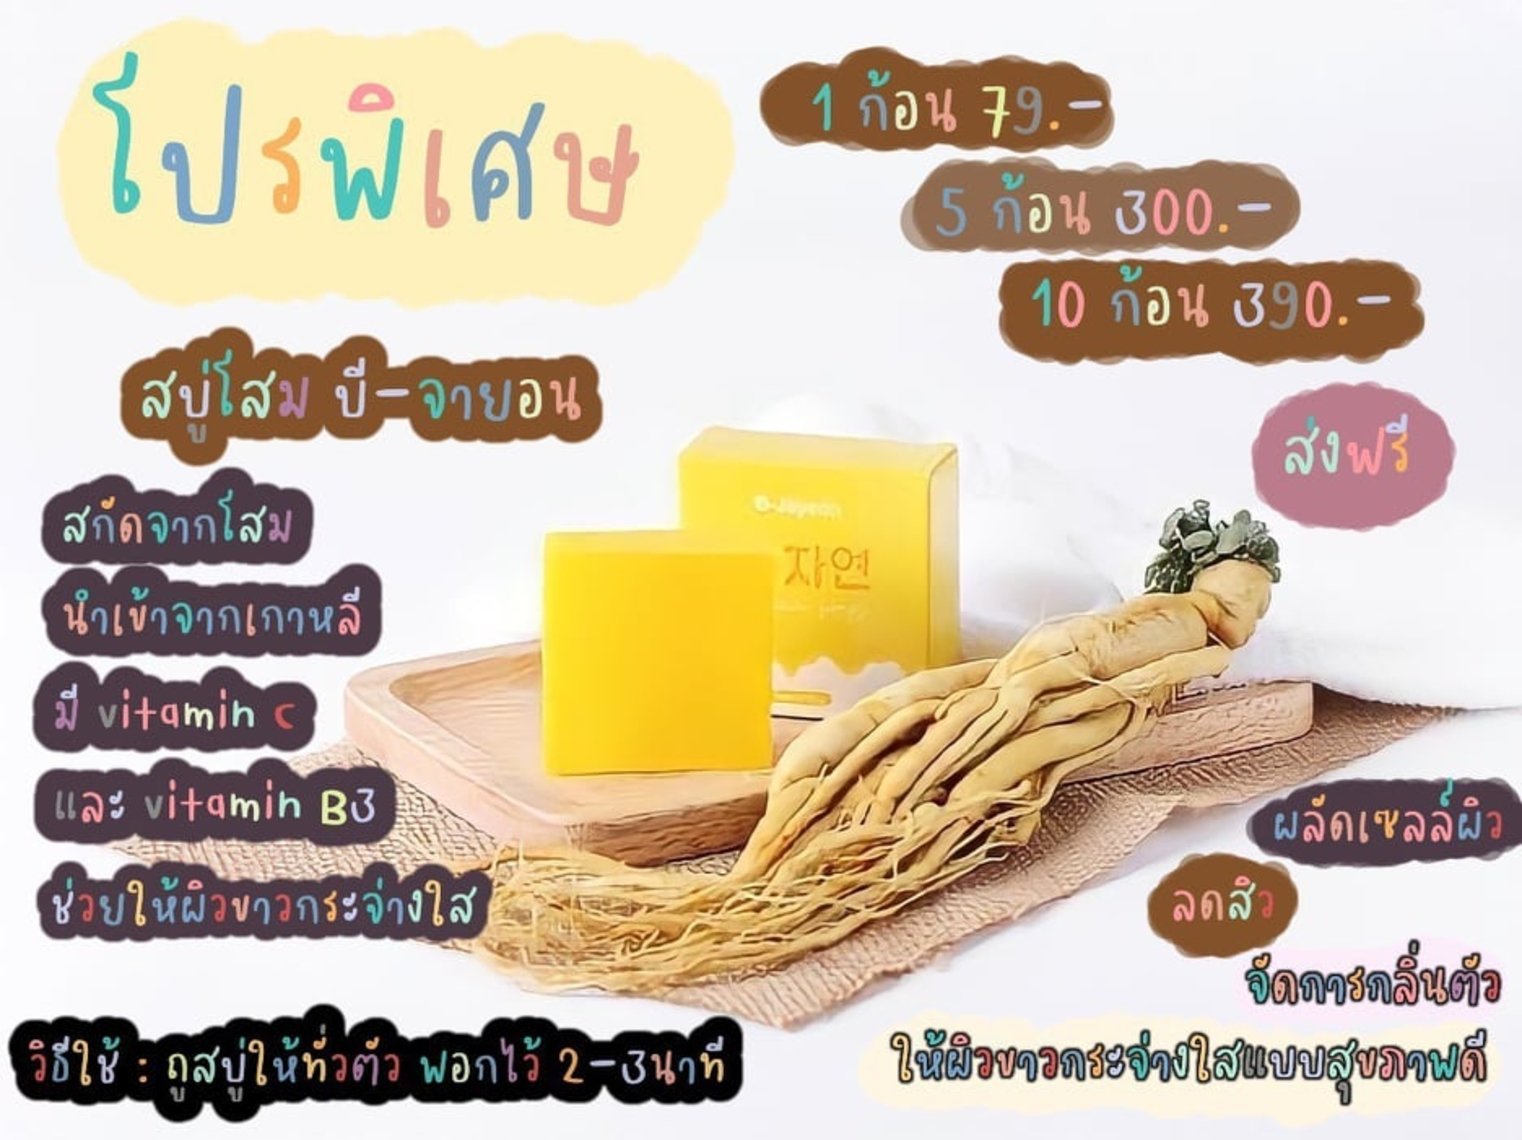 โปรพิเศษ
1 ก้อน 79.-
5 ก้อน 300.-
10 ก้อน 390.-
สบู่โสม บี-จายอน
ส่งฟรี
สกัดจากโสม
นำเข้าจากเกาหลี
มี vitamin c
และ vitamin B3
ช่วยให้ผิวขาวกระจ่างใส
B-Jayeon
자연
ผลัดเซลล์ผิว
ลดสิว
จัดการกลิ่นตัว
ให้ผิวขาวกระจ่างใสแบบสุขภาพดี
วิธีใช้ : ถูสบู่ให้ทั่วตัว ฟอกไว้ 2-3นาที